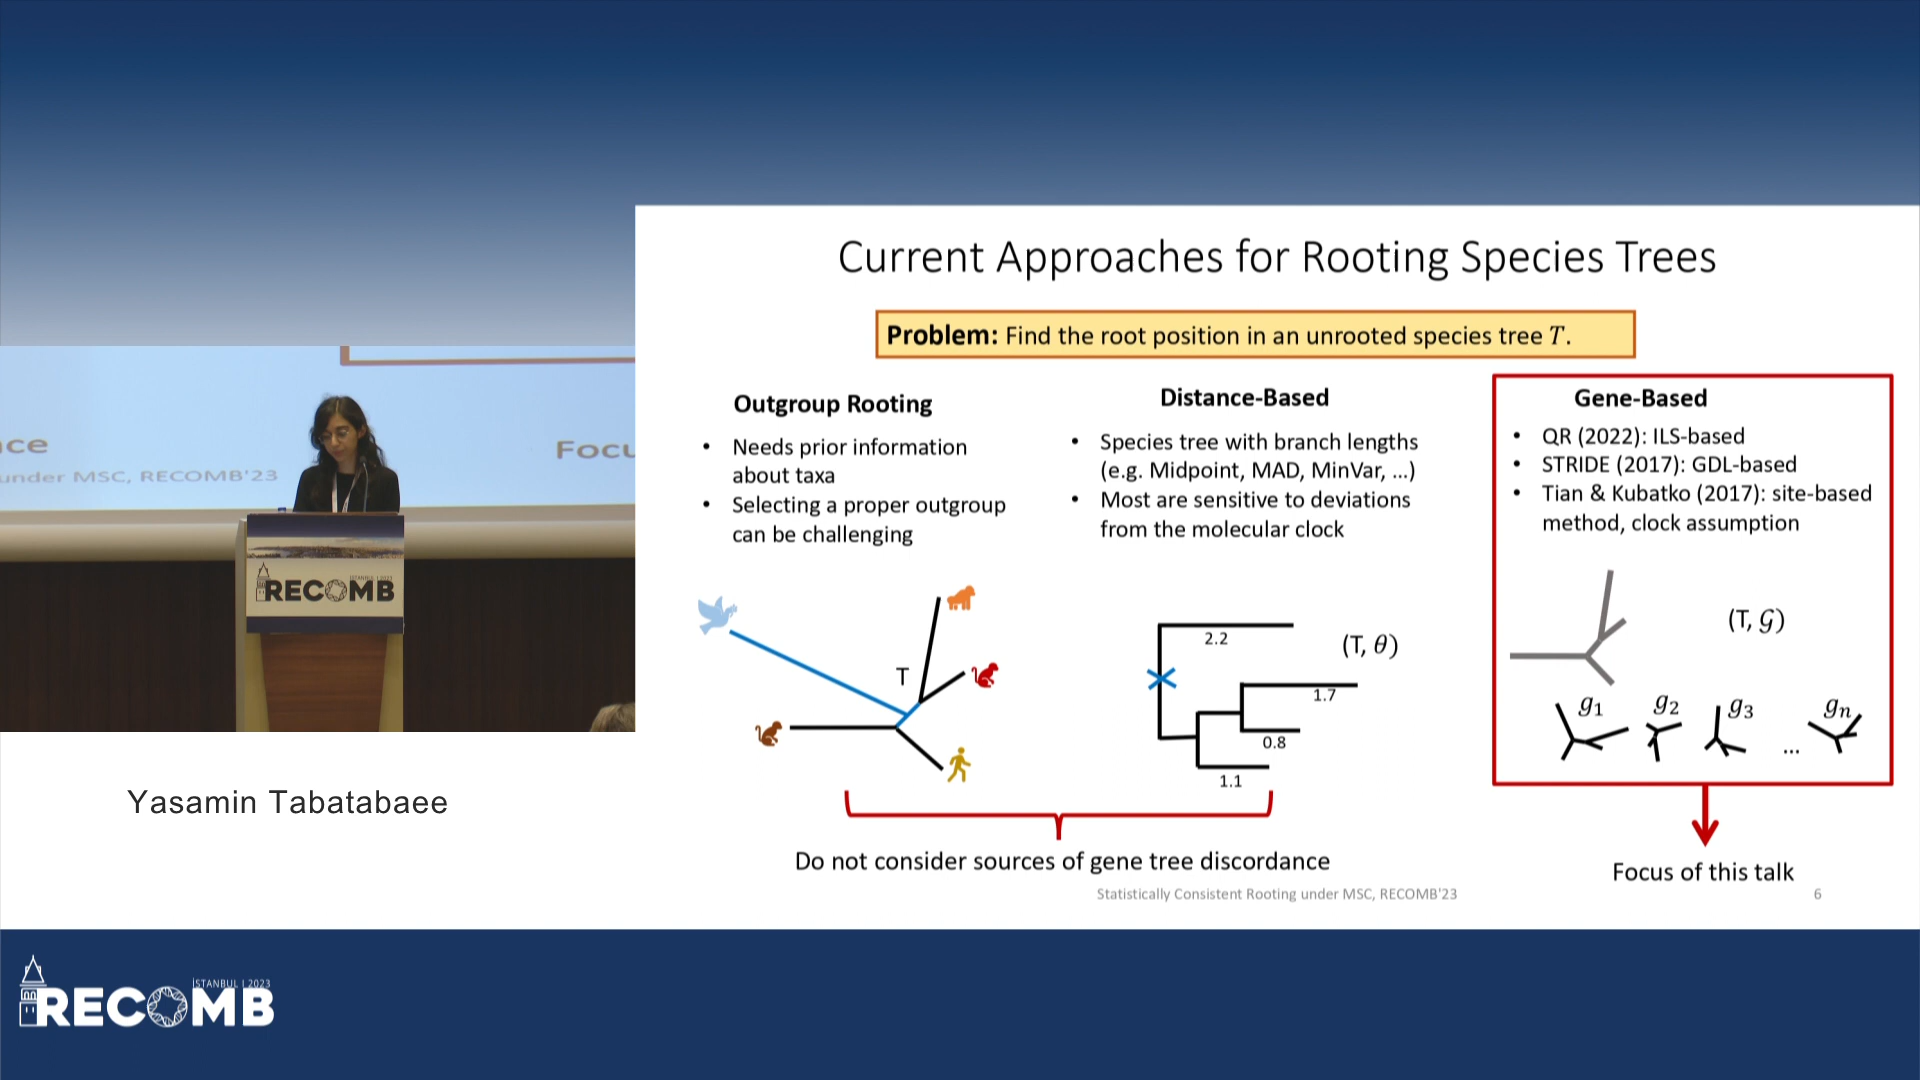 Current Approaches for Rooting Species Trees
Problem: Find the root position in an unrooted species tree T.
Outgroup Rooting
• Needs prior information
about taxa
• Selecting a proper outgroup
can be challenging
T
Distance-Based
• Species tree with branch lengths
(e.g. Midpoint, MAD, MinVar, ...)
• Most are sensitive to deviations
from the molecular clock
2.2
(T, θ)
1.7
0.8
1.1
Do not consider sources of gene tree discordance
Gene-Based
• QR (2022): ILS-based
• STRIDE (2017): GDL-based
• Tian & Kubatko (2017): site-based
method, clock assumption
(T, 𝒢)
g1
g2
g3
...
gn
Focus of this talk
Statistically Consistent Rooting under MSC, RECOMB'23
6
ce
Focu
under MSC, RECOMB'23
ISTANBUL | 2023
RECOMB
Yasamin Tabatabaee
İSTANBUL | 2023
RECOMB